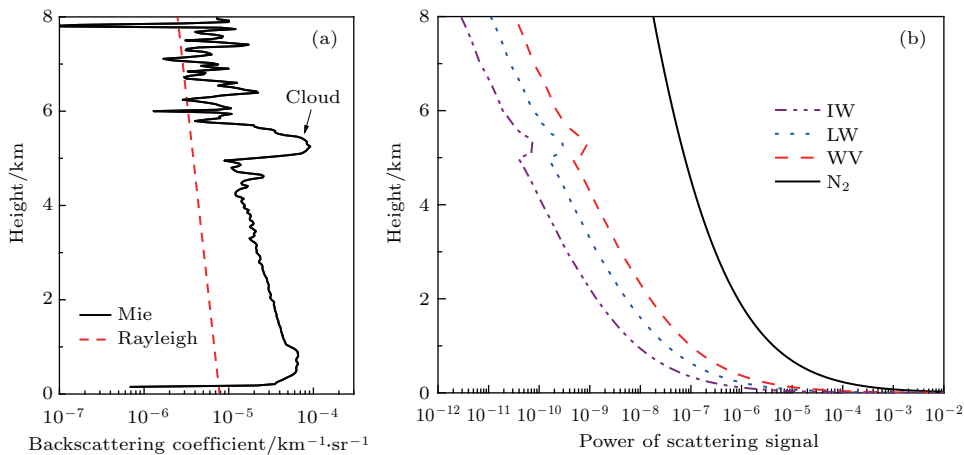 (a)
Cloud
Height/km
8
6
4
2
0
Mie
Rayleigh
10⁻⁷ 10⁻⁶ 10⁻⁵ 10⁻⁴ 10⁻³
Backscattering coefficient/km⁻¹·sr⁻¹
(b)
Height/km
8
6
4
2
0
IW
LW
WV
N₂
10⁻¹² 10⁻¹¹ 10⁻¹⁰ 10⁻⁹ 10⁻⁸ 10⁻⁷ 10⁻⁶ 10⁻⁵ 10⁻⁴ 10⁻³ 10⁻²
Power of scattering signal